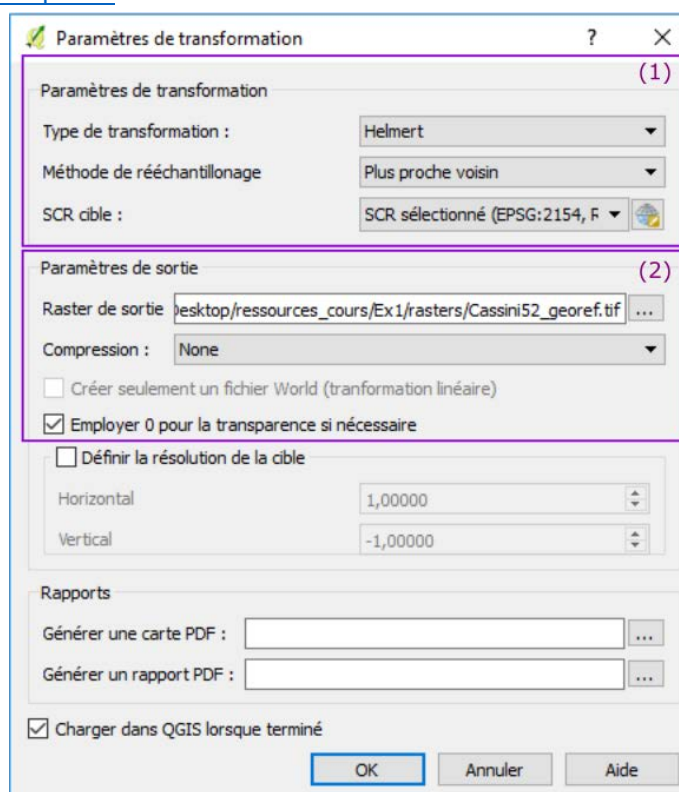 Paramètres de transformation ? ×
(1)
Paramètres de transformation
Type de transformation : Helmert
Méthode de rééchantillonage Plus proche voisin
SCR cible : SCR sélectionné (EPSG:2154, R
Paramètres de sortie (2)
Raster de sortie Desktop/ressources_cours/Ex1/rasters/Cassini52_georef.tif ...
Compression : None
Créer seulement un fichier World (tranformation linéaire)
Employer 0 pour la transparence si nécessaire
Définir la résolution de la cible
Horizontal 1,00000
Vertical -1,00000
Rapports
Générer une carte PDF : ...
Générer un rapport PDF : ...
Charger dans QGIS lorsque terminé
OK Annuler Aide